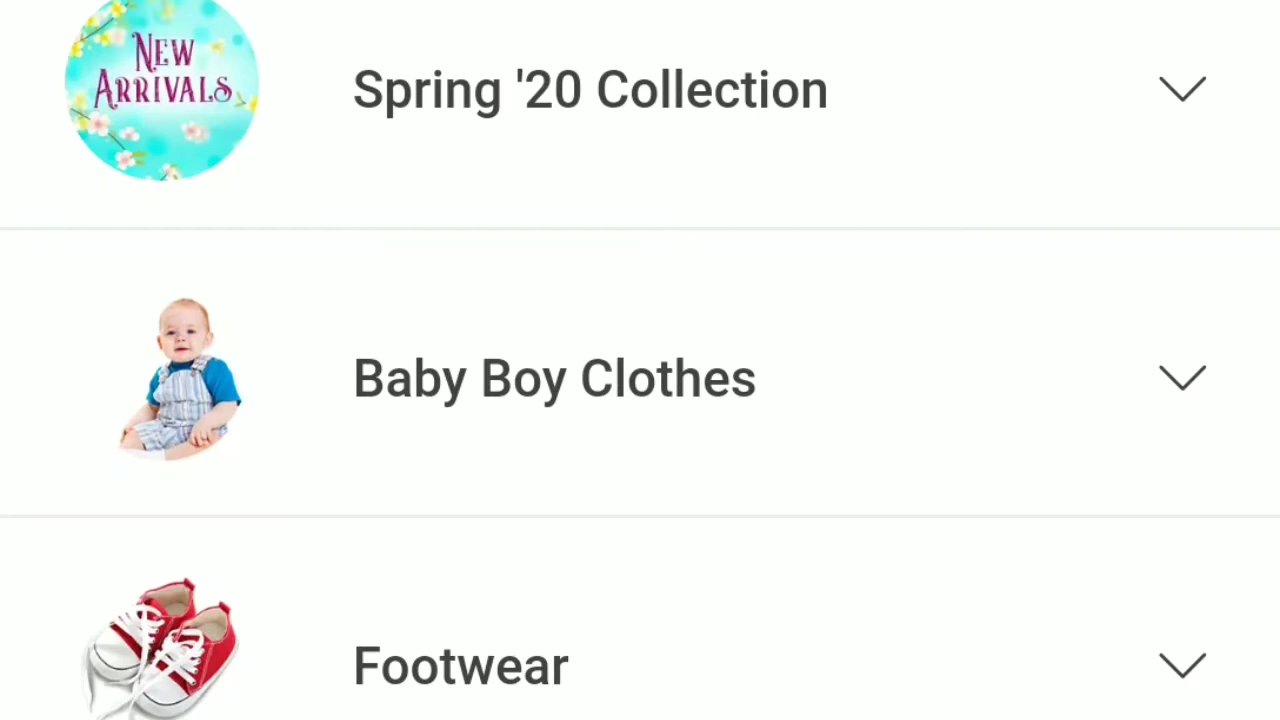 NEW
ARRIVALS
Spring '20 Collection
Baby Boy Clothes
Footwear